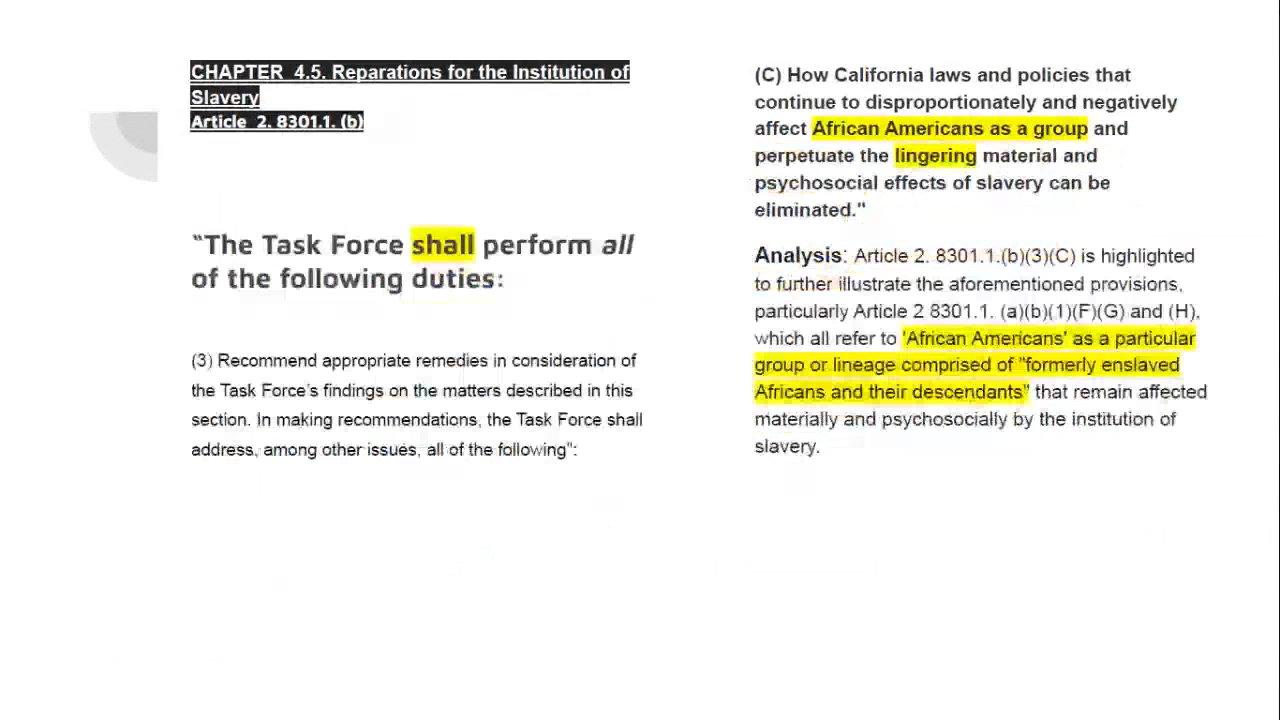 CHAPTER 4.5. Reparations for the Institution of
Slavery
Article 2. 8301.1. (b)
“The Task Force shall perform all
of the following duties:
(3) Recommend appropriate remedies in consideration of
the Task Force’s findings on the matters described in this
section. In making recommendations, the Task Force shall
address, among other issues, all of the following":
(C) How California laws and policies that
continue to disproportionately and negatively
affect African Americans as a group and
perpetuate the lingering material and
psychosocial effects of slavery can be
eliminated."
Analysis: Article 2. 8301.1.(b)(3)(C) is highlighted
to further illustrate the aforementioned provisions,
particularly Article 2 8301.1. (a)(b)(1)(F)(G) and (H),
which all refer to 'African Americans' as a particular
group or lineage comprised of "formerly enslaved
Africans and their descendants" that remain affected
materially and psychosocially by the institution of
slavery.